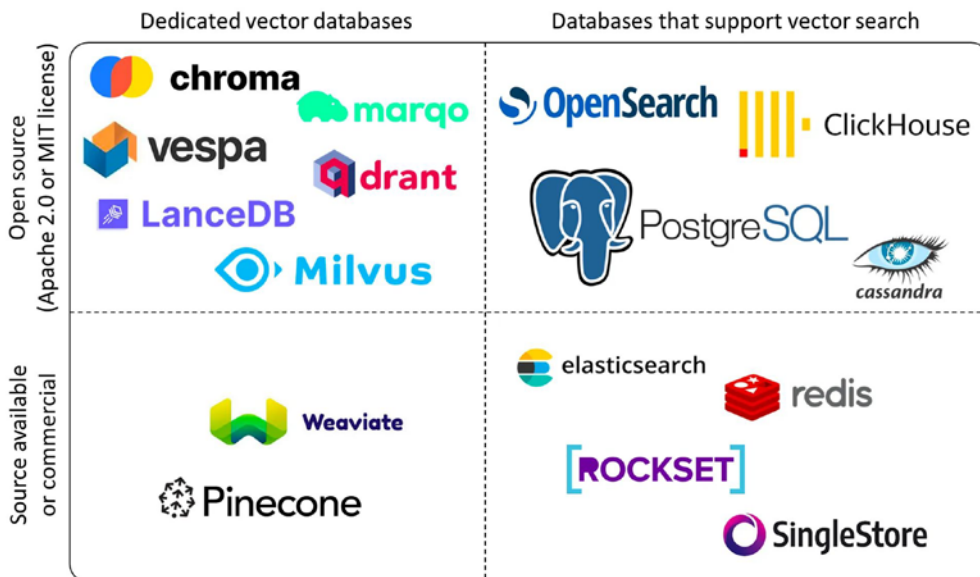 Dedicated vector databases
Databases that support vector search
Open source
(Apache 2.0 or MIT license)
chroma
marqo
vespa
qdrant
LanceDB
Milvus
OpenSearch
ClickHouse
PostgreSQL
cassandra
Source available
or commercial
Weaviate
Pinecone
elasticsearch
redis
ROCKSET
SingleStore